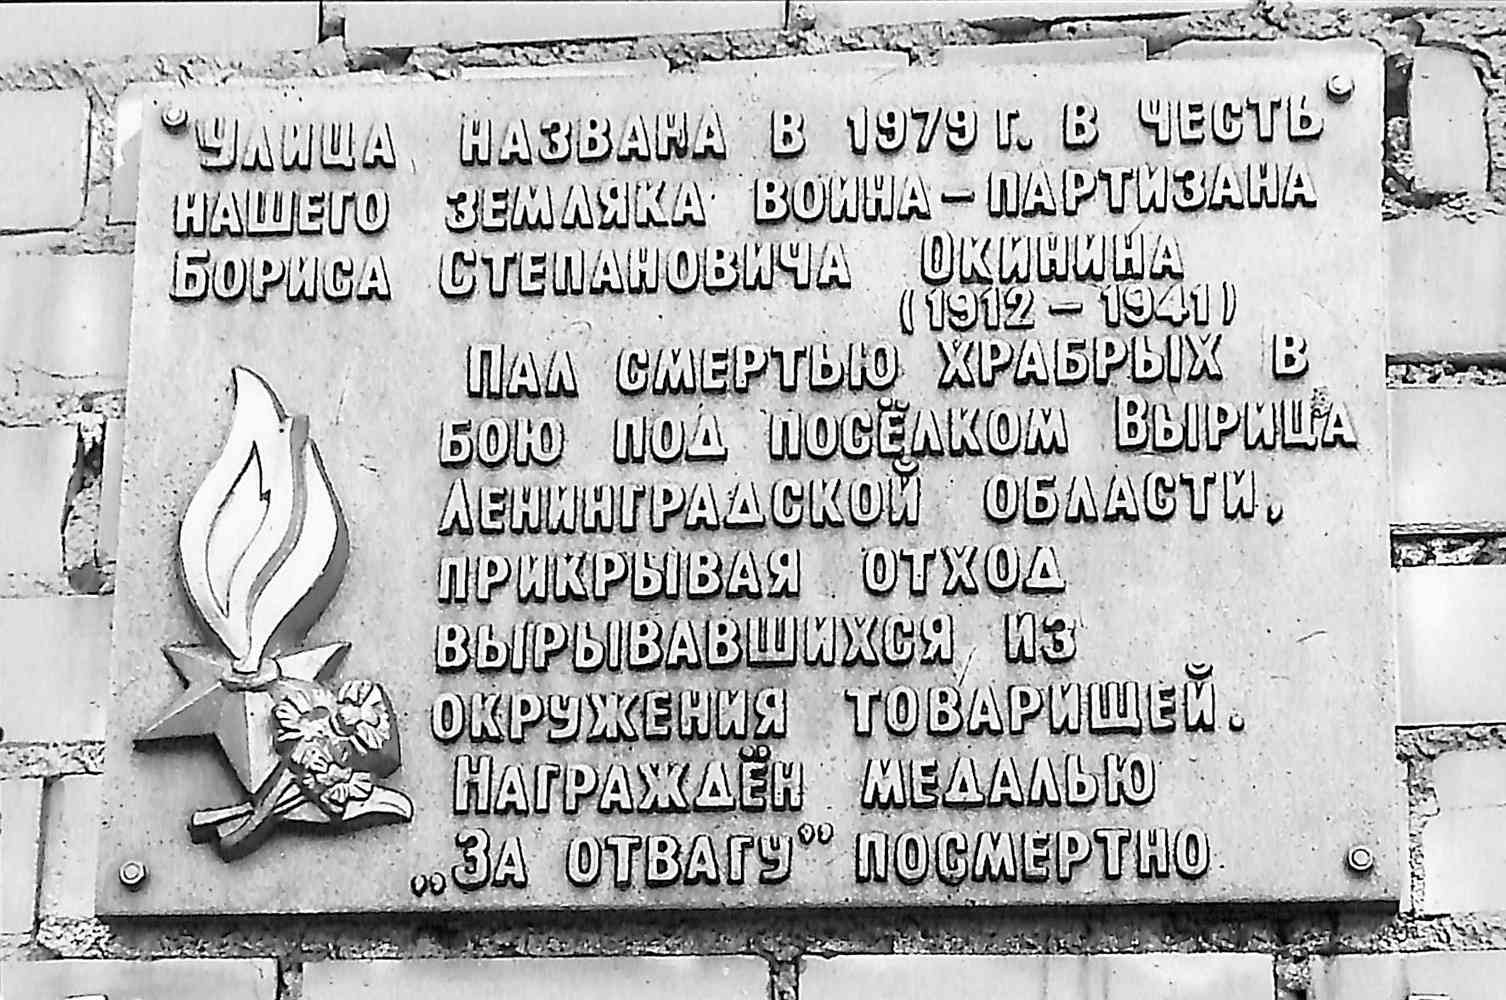 Улица названа в 1979 г. в честь
нашего земляка воина-партизана
Бориса Степановича Окинина
(1912 - 1941)
Пал смертью храбрых в
бою под посёлком Вырица
Ленинградской области,
прикрывая отход
вырывавшихся из
окружения товарищей.
Награждён медалью
„За отвагу” посмертно